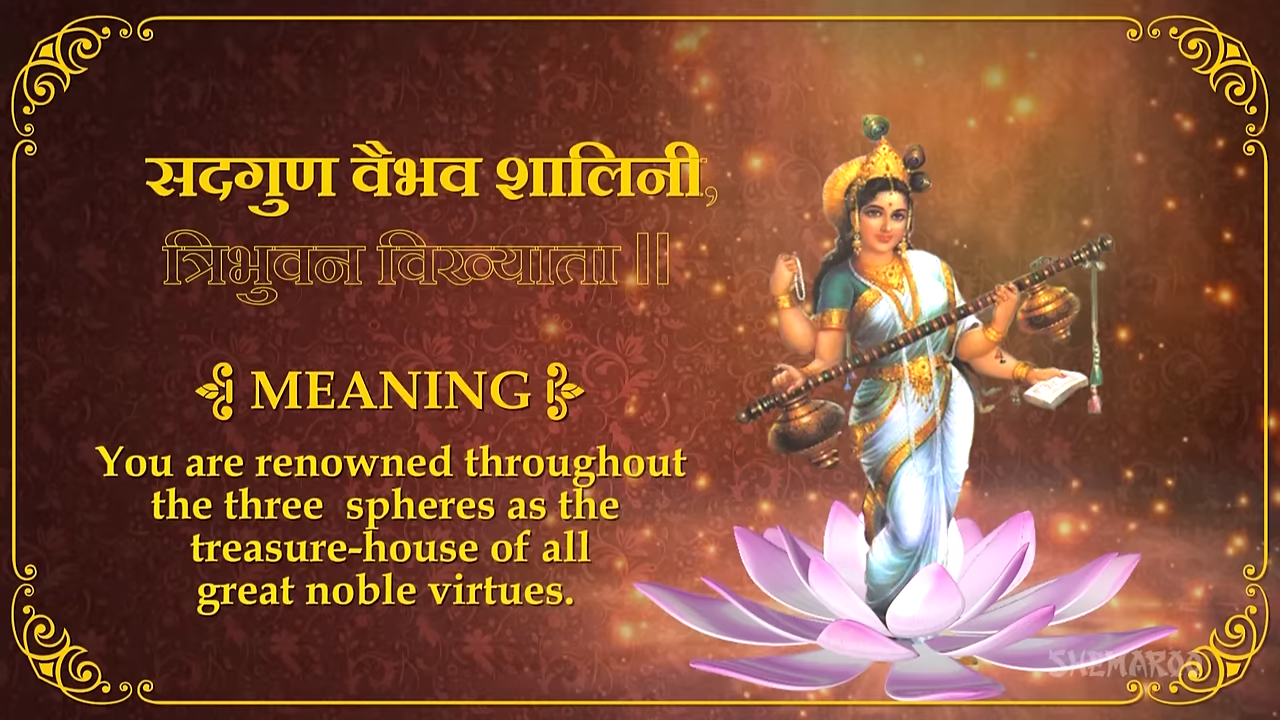 सदगुण वैभव शालिनी,
त्रिभुवन विख्याता ||
MEANING
You are renowned throughout
the three spheres as the
treasure-house of all
great noble virtues.
SHEMAROO